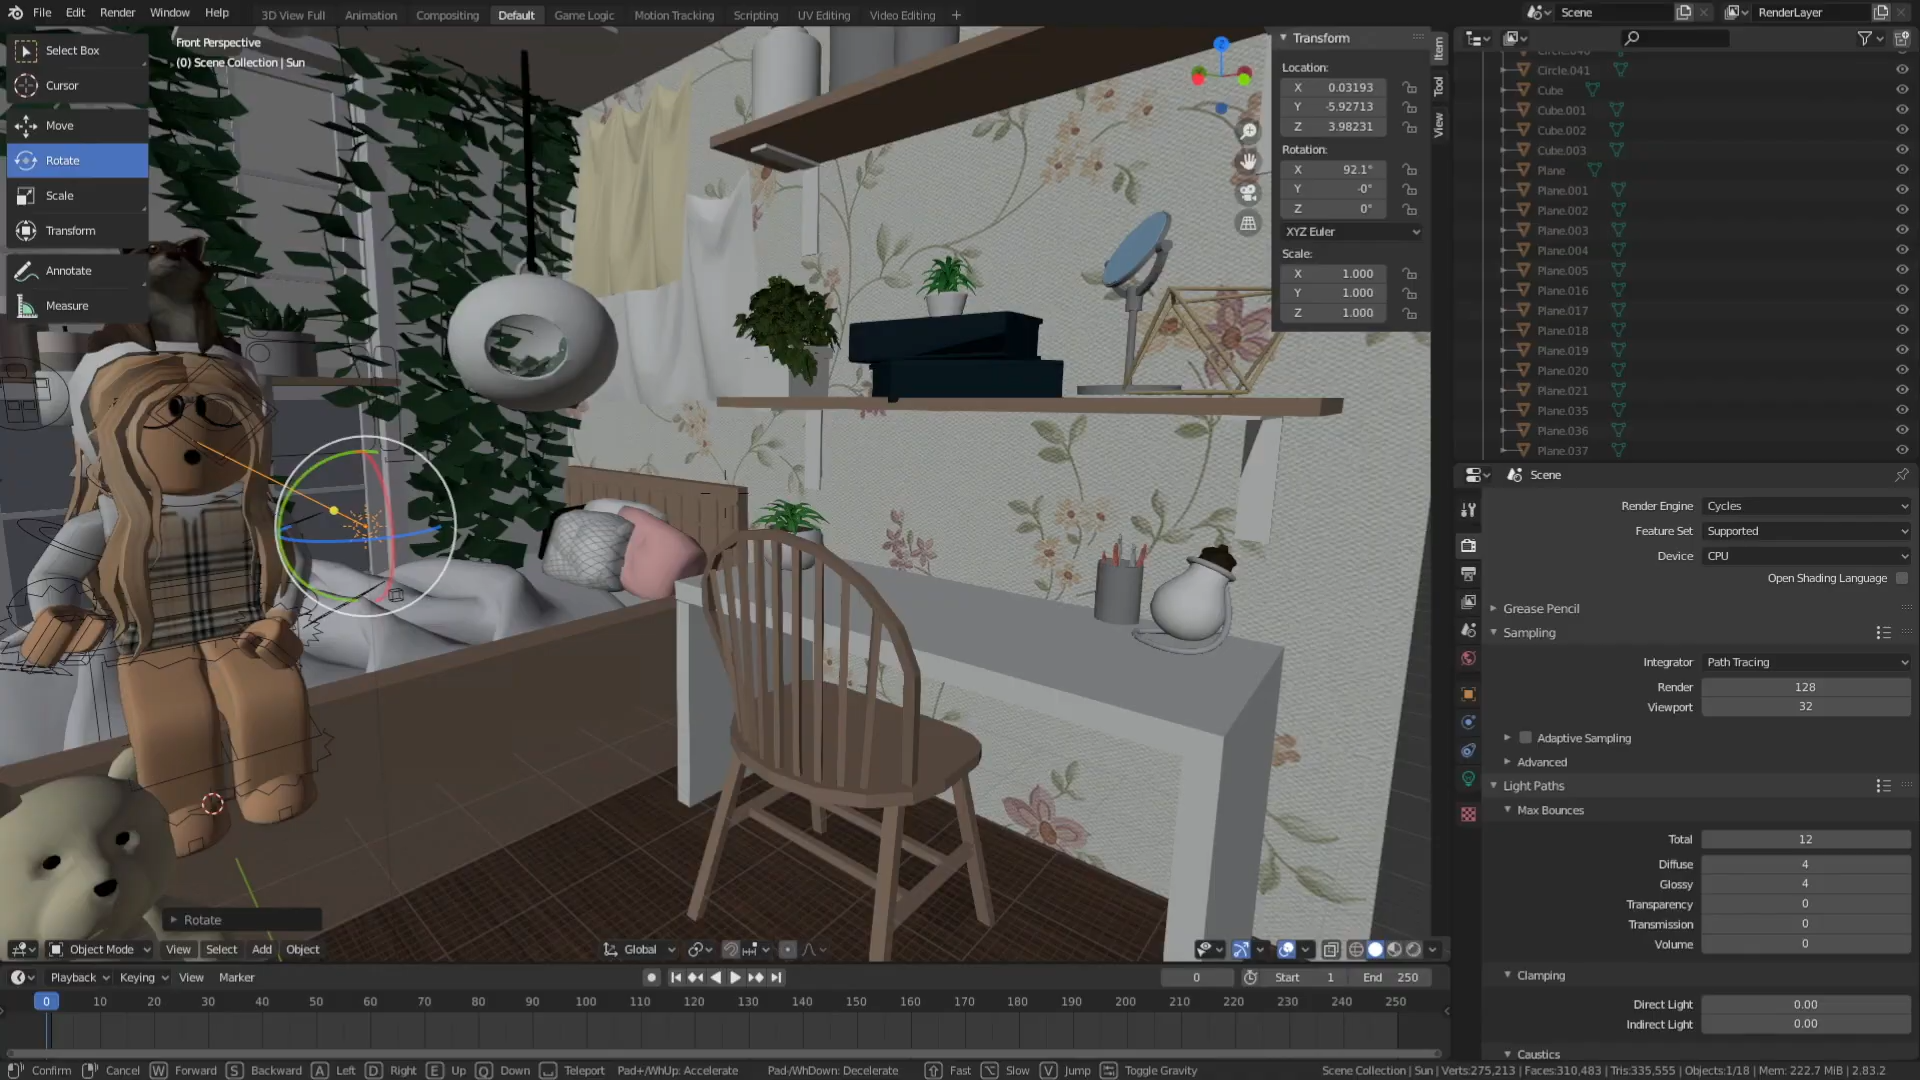 File Edit Render Window Help
3D View Full Animation Compositing Default Game Logic Motion Tracking Scripting UV Editing Video Editing +
Scene
RenderLayer
Select Box
Cursor
Move
Rotate
Scale
Transform
Annotate
Measure
Front Perspective
(0) Scene Collection | Sun
Transform
Location:
X 0.03193
Y -5.92713
Z 3.98231
Rotation:
X 92.1°
Y -0°
Z 0°
XYZ Euler
Scale:
X 1.000
Y 1.000
Z 1.000
Item
Tool
View
Z
Circle.040
Circle.041
Cube
Cube.001
Cube.002
Cube.003
Plane
Plane.001
Plane.002
Plane.003
Plane.004
Plane.005
Plane.016
Plane.017
Plane.018
Plane.019
Plane.020
Plane.021
Plane.035
Plane.036
Plane.037
Scene
Render Engine Cycles
Feature Set Supported
Device CPU
Open Shading Language
Grease Pencil
Sampling
Integrator Path Tracing
Render 128
Viewport 32
Adaptive Sampling
Advanced
Light Paths
Max Bounces
Total 12
Diffuse 4
Glossy 4
Transparency 0
Transmission 0
Volume 0
Clamping
Direct Light 0.00
Indirect Light 0.00
Caustics
Rotate
Object Mode View Select Add Object Global
Playback Keying View Marker 0 Start 1 End 250
0 10 20 30 40 50 60 70 80 90 100 110 120 130 140 150 160 170 180 190 200 210 220 230 240 250
Confirm Cancel W Forward S Backward A Left D Right E Up Q Down Teleport Pad+/WhUp: Accelerate Pad-/WhDown: Decelerate Fast Slow V Jump Toggle Gravity Scene Collection | Sun | Verts:275,213 | Faces:310,483 | Tris:335,555 | Objects:1/18 | Mem: 222.7 MiB | 2.83.2